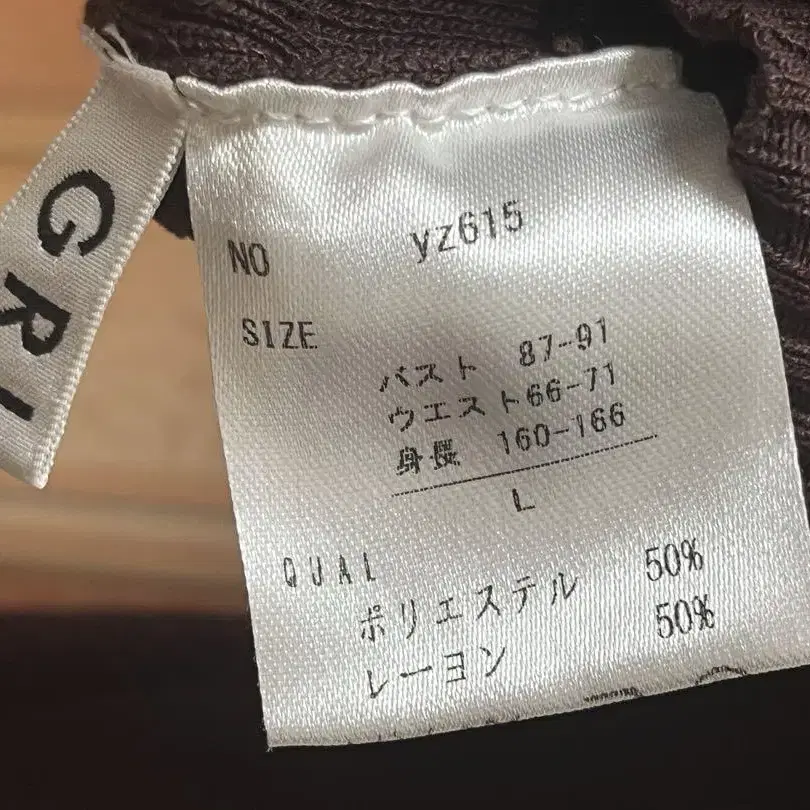 GRL
NO yz615
SIZE
バスト 87-91
ウエスト66-71
身長 160-166
L
QUAL
ポリエステル 50%
レーヨン 50%